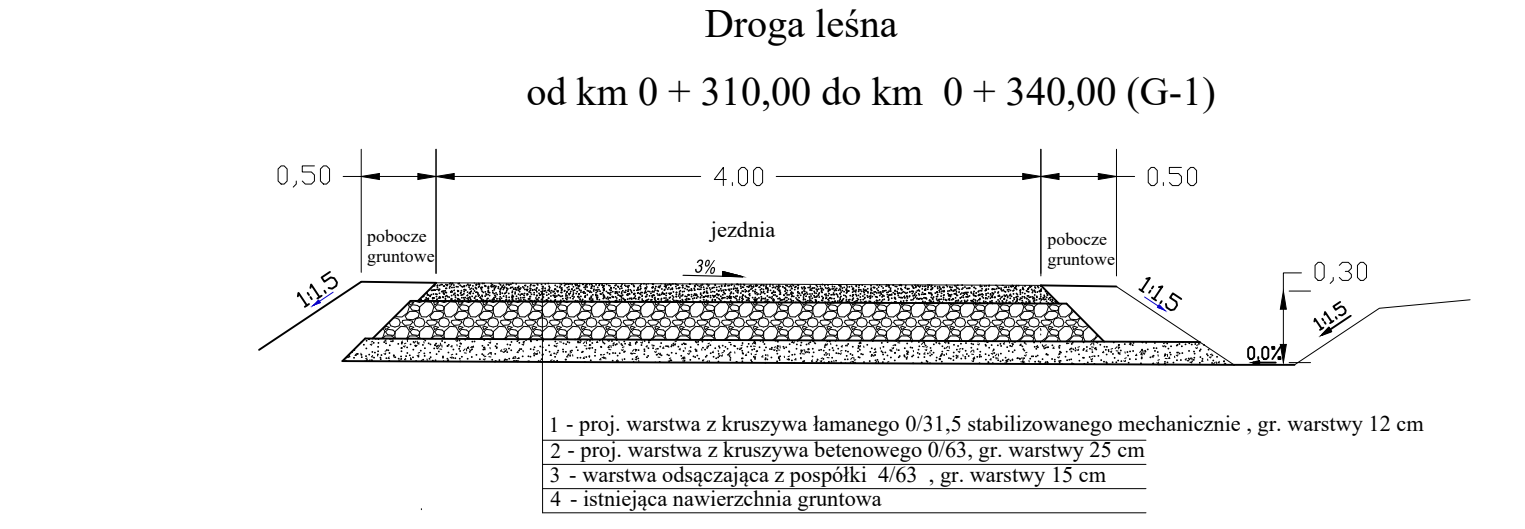 Droga leśna
od km 0 + 310,00 do km 0 + 340,00 (G-1)
0,50 4.00 0.50
jezdnia
pobocze
gruntowe
pobocze
gruntowe
3%
0,30
1:1.5
1:1.5
1:1.5
0,0%
1 - proj. warstwa z kruszywa łamanego 0/31,5 stabilizowanego mechanicznie , gr. warstwy 12 cm
2 - proj. warstwa z kruszywa betenowego 0/63, gr. warstwy 25 cm
3 - warstwa odsączająca z pospółki 4/63 , gr. warstwy 15 cm
4 - istniejąca nawierzchnia gruntowa